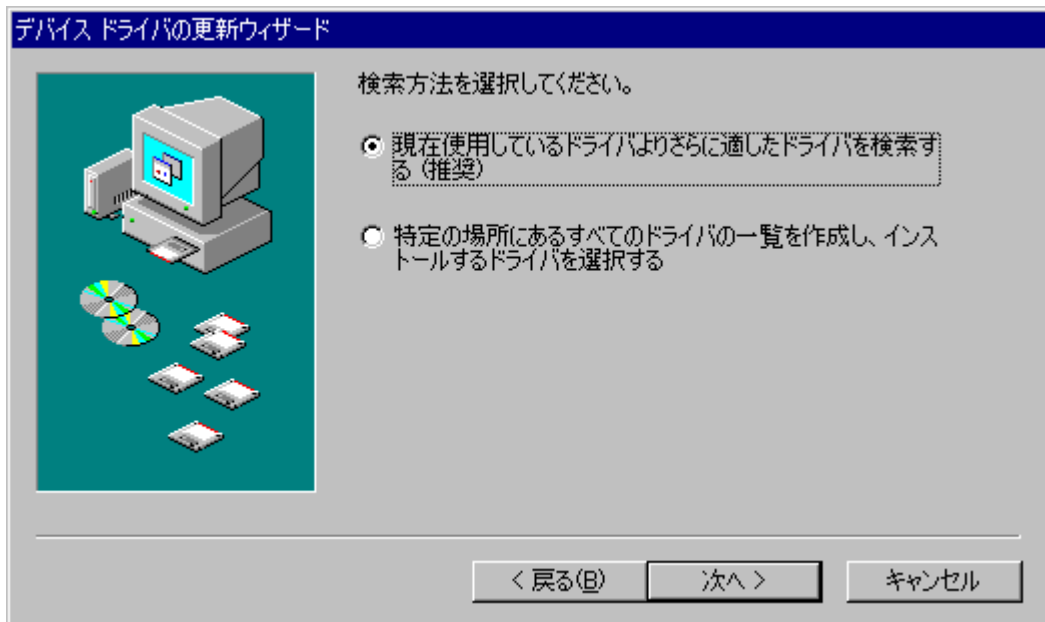 デバイス ドライバの更新ウィザード
検索方法を選択してください。
現在使用しているドライバよりさらに適したドライバを検索す
る (推奨)
特定の場所にあるすべてのドライバの一覧を作成し、インス
トールするドライバを選択する
< 戻る(B)
次へ >
キャンセル